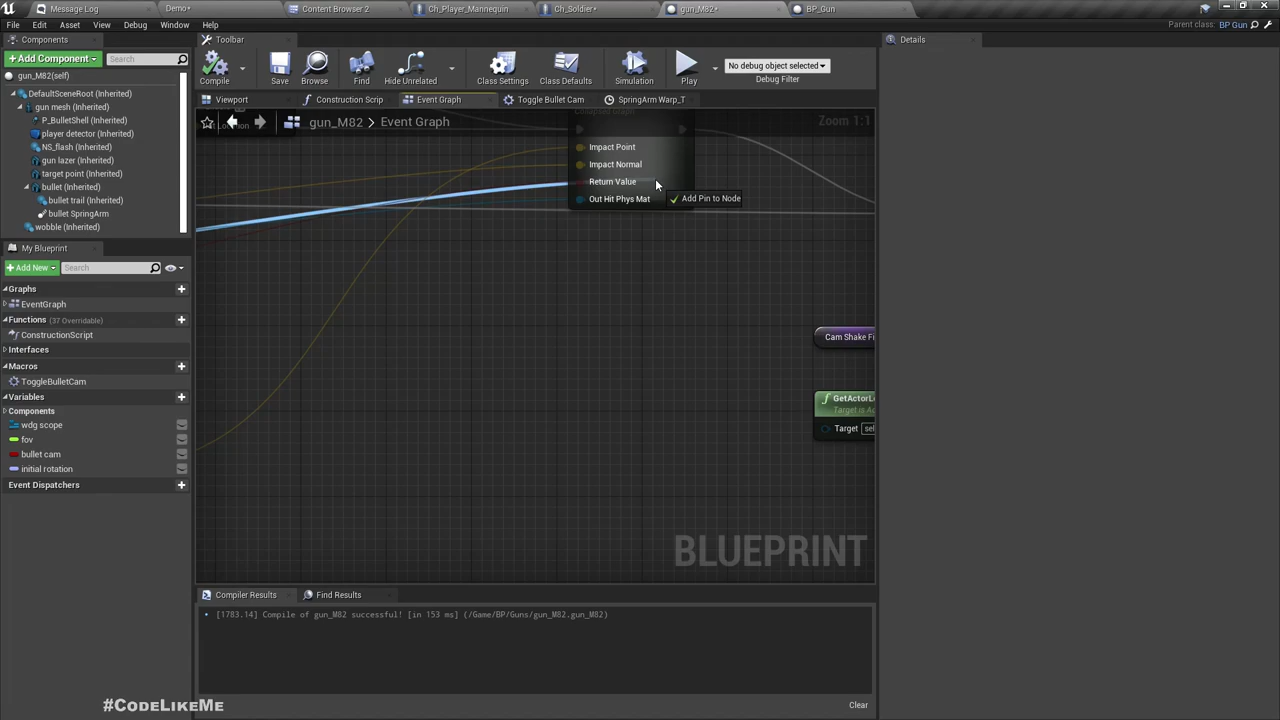 Message Log
Demo•
Content Browser 2
Ch_Player_Mannequin
Ch_Soldier•
gun_M82•
BP_Gun
File Edit Asset View Debug Window Help
Parent class: BP Gun
Components
Toolbar
Details
+Add Component
Search
gun_M82(self)
DefaultSceneRoot (Inherited)
gun mesh (Inherited)
P_BulletShell (Inherited)
player detector (Inherited)
NS_flash (Inherited)
gun lazer (Inherited)
target point (Inherited)
bullet (Inherited)
bullet trail (Inherited)
bullet SpringArm
wobble (Inherited)
Compile
Save
Browse
Find
Hide Unrelated
Class Settings
Class Defaults
Simulation
Play
No debug object selected
Debug Filter
Viewport
Construction Scrip
Event Graph
Toggle Bullet Cam
SpringArm Warp_T
gun_M82 > Event Graph
Zoom 1:1
Impact Point
Impact Normal
Return Value
Out Hit Phys Mat
Add Pin to Node
Cam Shake Fi
GetActorLo
Target is Ac
Target
sel
BLUEPRINT
My Blueprint
+Add New
Search
Graphs
EventGraph
Functions (37 Overridable)
ConstructionScript
Interfaces
Macros
ToggleBulletCam
Variables
Components
wdg scope
fov
bullet cam
initial rotation
Event Dispatchers
Compiler Results
Find Results
• [1783.14] Compile of gun_M82 successful! [in 153 ms] (/Game/BP/Guns/gun_M82.gun_M82)
Clear
#CodeLikeMe